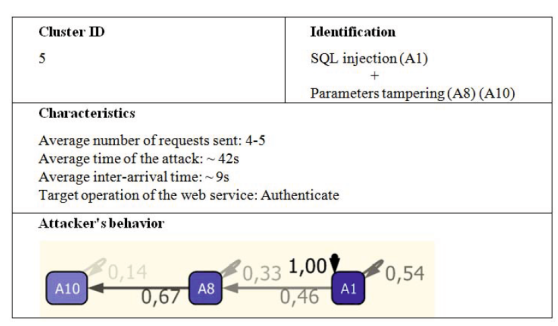 Cluster ID
5
Identification
SQL injection (A1)
+
Parameters tampering (A8) (A10)
Characteristics
Average number of requests sent: 4-5
Average time of the attack: ~ 42s
Average inter-arrival time: ~ 9s
Target operation of the web service: Authenticate
Attacker's behavior
0,14 0,33 1,00 0,54
A10 A8 A1
0,67 0,46